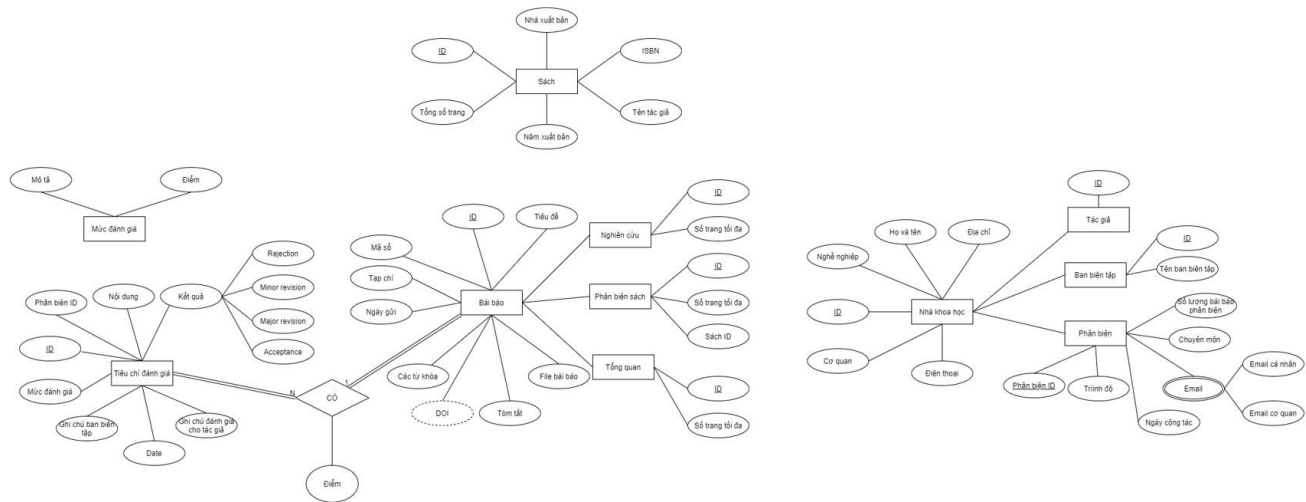 Nhà xuất bản
ID
ISBN
Sách
Tổng số trang
Tên tác giả
Năm xuất bản
Mô tả
Điểm
Mức đánh giá
ID
Tiêu đề
Mã số
Tạp chí
Ngày gửi
Bài báo
Nghiên cứu
ID
Số trang tối đa
Phản biện sách
ID
Số trang tối đa
Sách ID
Tổng quan
ID
Số trang tối đa
Các từ khóa
DOI
Tóm tắt
File bài báo
Rejection
Minor revision
Major revision
Acceptance
Kết quả
Nội dung
Phản biện ID
ID
Tiêu chí đánh giá
Mức đánh giá
Ghi chú ban biên
tập
Date
Ghi chú đánh giá
cho tác giả
N
1
CÓ
Điểm
ID
Tác giả
Họ và tên
Địa chỉ
Nghề nghiệp
ID
Nhà khoa học
Cơ quan
Điện thoại
Ban biên tập
ID
Tên ban biên tập
Phản biện
Số lượng bài báo
phản biện
Chuyên môn
Phản biện ID
Trình độ
Ngày cộng tác
Email
Email cá nhân
Email cơ quan